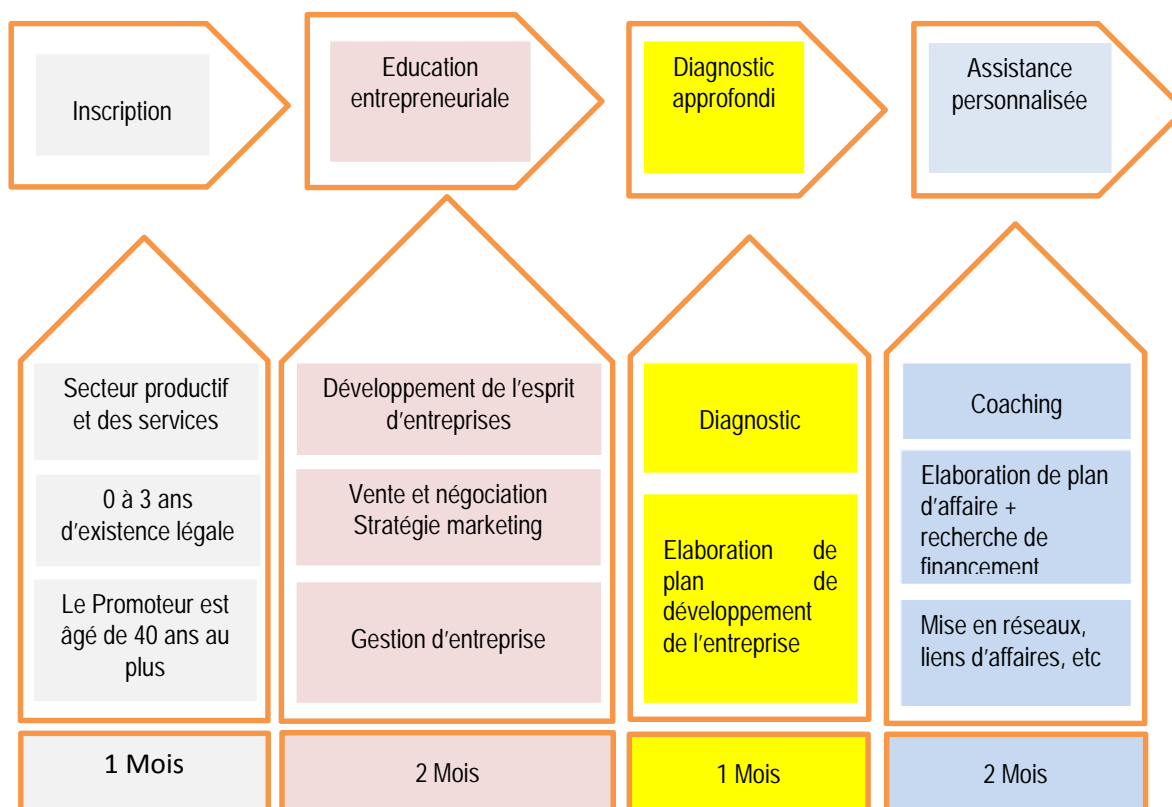 Inscription
Education
entrepreneuriale
Diagnostic
approfondi
Assistance
personnalisée
Secteur productif
et des services
0 à 3 ans
d'existence légale
Le Promoteur est
âgé de 40 ans au
plus
Développement de l'esprit
d'entreprises
Vente et négociation
Stratégie marketing
Gestion d'entreprise
Diagnostic
Elaboration de
plan de
développement
de l'entreprise
Coaching
Elaboration de plan
d'affaire +
recherche de
financement
Mise en réseaux,
liens d'affaires, etc
1 Mois
2 Mois
1 Mois
2 Mois